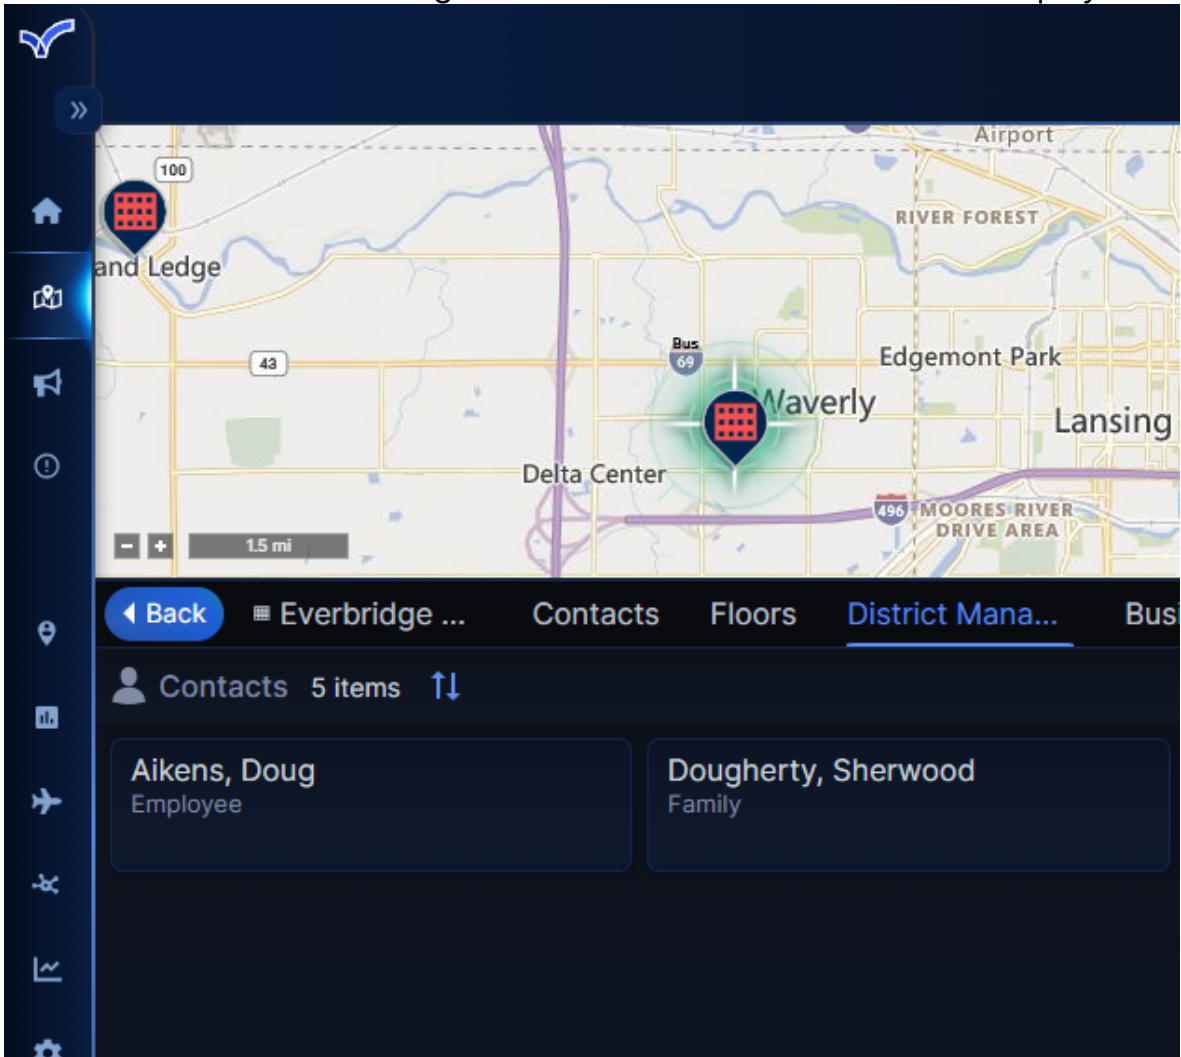 »
Airport
100
RIVER FOREST
and Ledge
Bus
69
43
Edgemont Park
Waverly
Lansing
Delta Center
496
MOORES RIVER
DRIVE AREA
- + 1.5 mi
Back Everbridge ... Contacts Floors District Mana... Busi
Contacts 5 items
Aikens, Doug
Employee
Dougherty, Sherwood
Family